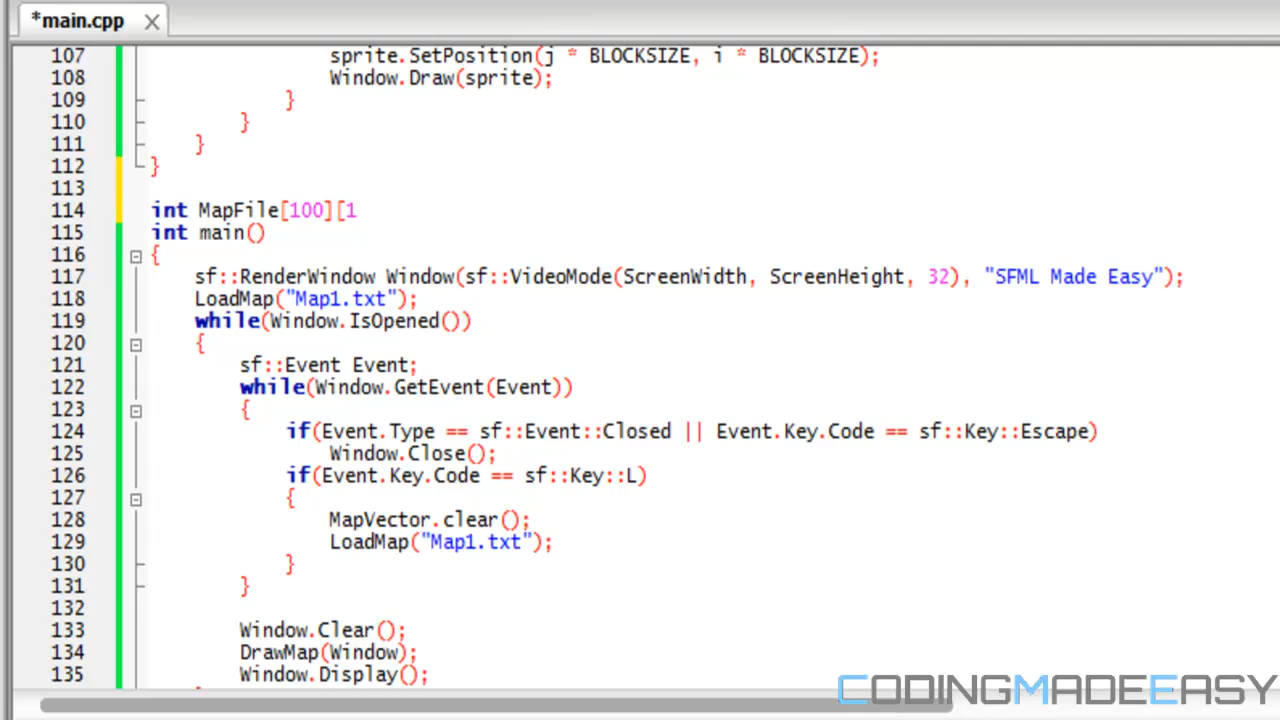 *main.cpp
107 sprite.SetPosition(j * BLOCKSIZE, i * BLOCKSIZE);
108 Window.Draw(sprite);
109 }
110 }
111 }
112 }
113
114 int MapFile[100][1
115 int main()
116 {
117 sf::RenderWindow Window(sf::VideoMode(ScreenWidth, ScreenHeight, 32), "SFML Made Easy");
118 LoadMap("Map1.txt");
119 while(Window.IsOpened())
120 {
121 sf::Event Event;
122 while(Window.GetEvent(Event))
123 {
124 if(Event.Type == sf::Event::Closed || Event.Key.Code == sf::Key::Escape)
125 Window.Close();
126 if(Event.Key.Code == sf::Key::L)
127 {
128 MapVector.clear();
129 LoadMap("Map1.txt");
130 }
131 }
132
133 Window.Clear();
134 DrawMap(Window);
135 Window.Display();
CODINGMADEEASY